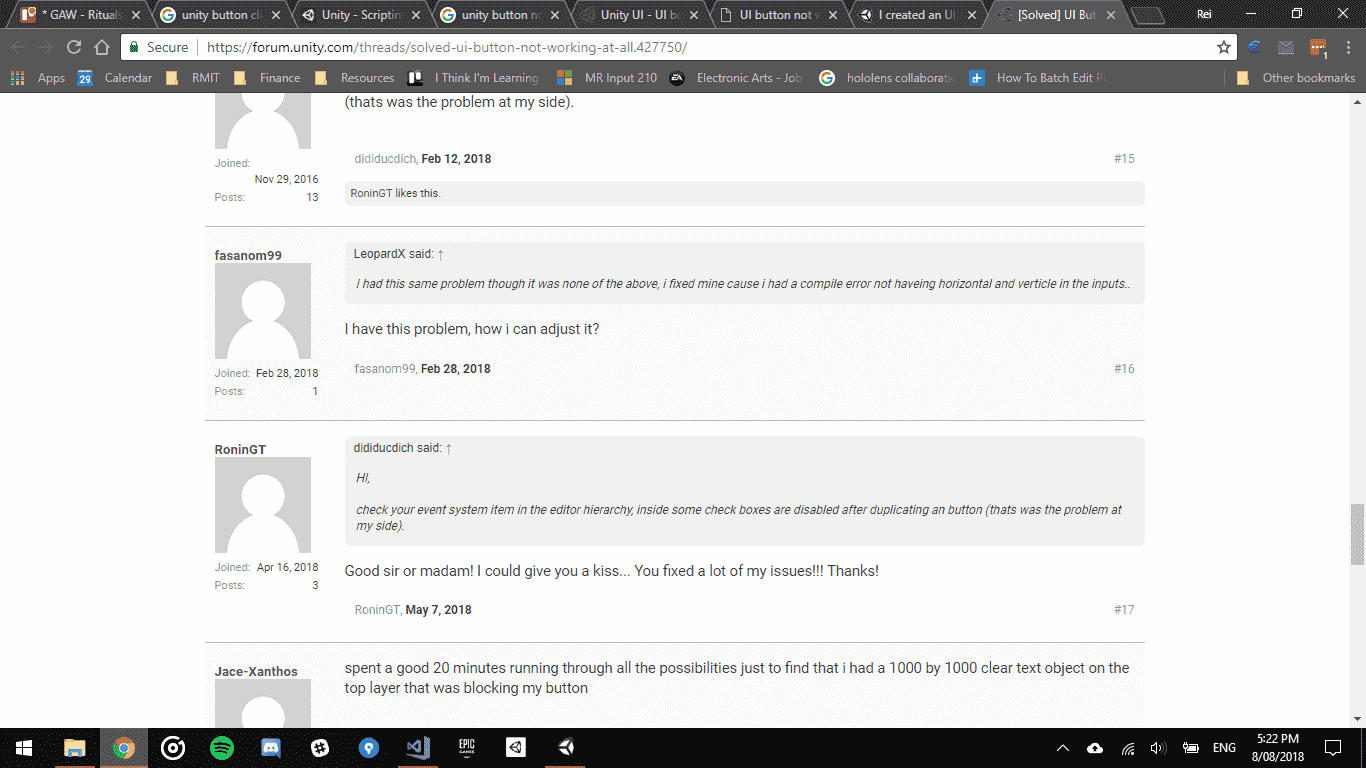 * GAW - Rituals
unity button cli
Unity - Scripting
unity button no
Unity UI - UI bu
UI button not w
I created an UI
[Solved] UI But
Rei
Secure
https://forum.unity.com/threads/solved-ui-button-not-working-at-all.427750/
1
Apps
29
Calendar
RMIT
Finance
Resources
I Think I'm Learning
MR Input 210
Electronic Arts - Job
hololens collaborati
How To Batch Edit P
Other bookmarks
(thats was the problem at my side).
Joined:
Nov 29, 2016
Posts: 13
dididucdich, Feb 12, 2018
#15
RoninGT likes this.
fasanom99
Joined: Feb 28, 2018
Posts: 1
LeopardX said: ↑
I had this same problem though it was none of the above, i fixed mine cause i had a compile error not haveing horizontal and verticle in the inputs..
I have this problem, how i can adjust it?
fasanom99, Feb 28, 2018
#16
RoninGT
Joined: Apr 16, 2018
Posts: 3
dididucdich said: ↑
HI,
check your event system item in the editor hierarchy, inside some check boxes are disabled after duplicating an button (thats was the problem at
my side).
Good sir or madam! I could give you a kiss... You fixed a lot of my issues!!! Thanks!
RoninGT, May 7, 2018
#17
Jace-Xanthos
spent a good 20 minutes running through all the possibilities just to find that i had a 1000 by 1000 clear text object on the
top layer that was blocking my button
EPIC
GAMES
ENG
5:22 PM
8/08/2018